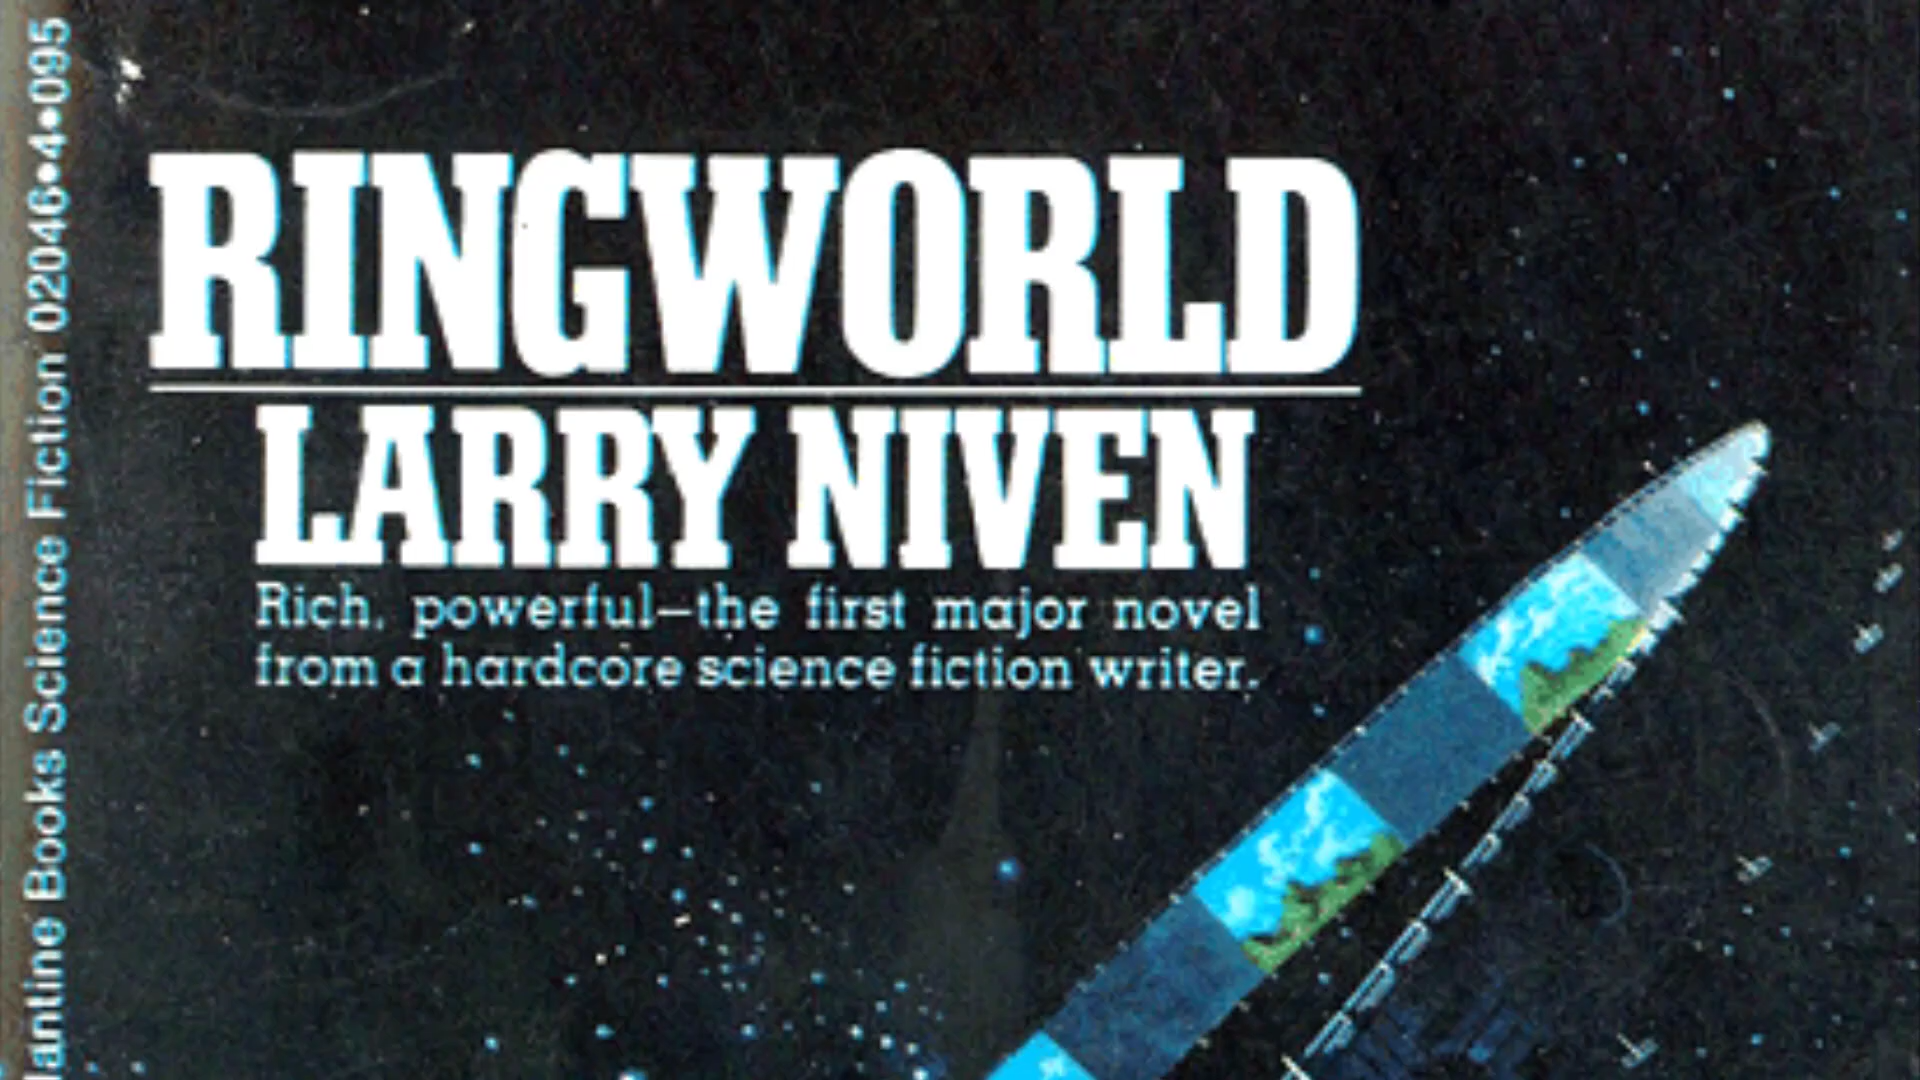 RINGWORLD
LARRY NIVEN
Rich, powerful—the first major novel
from a hardcore science fiction writer.
lantine Books Science Fiction 02046•4•095